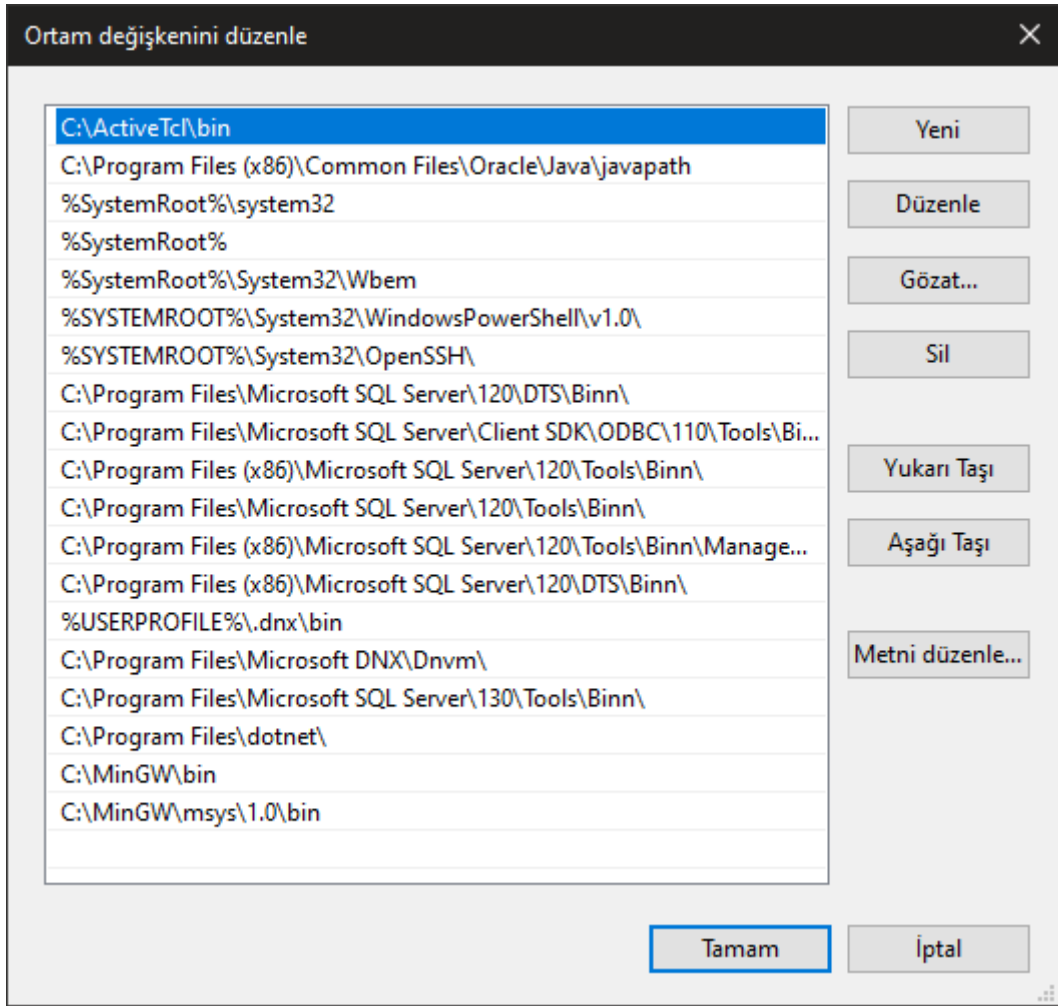 Ortam değişkenini düzenle
C:\ActiveTcl\bin
C:\Program Files (x86)\Common Files\Oracle\Java\javapath
%SystemRoot%\system32
%SystemRoot%
%SystemRoot%\System32\Wbem
%SYSTEMROOT%\System32\WindowsPowerShell\v1.0\
%SYSTEMROOT%\System32\OpenSSH\
C:\Program Files\Microsoft SQL Server\120\DTS\Binn\
C:\Program Files\Microsoft SQL Server\Client SDK\ODBC\110\Tools\Bi...
C:\Program Files (x86)\Microsoft SQL Server\120\Tools\Binn\
C:\Program Files\Microsoft SQL Server\120\Tools\Binn\
C:\Program Files (x86)\Microsoft SQL Server\120\Tools\Binn\Manage...
C:\Program Files (x86)\Microsoft SQL Server\120\DTS\Binn\
%USERPROFILE%\.dnx\bin
C:\Program Files\Microsoft DNX\Dnvm\
C:\Program Files\Microsoft SQL Server\130\Tools\Binn\
C:\Program Files\dotnet\
C:\MinGW\bin
C:\MinGW\msys\1.0\bin
Yeni
Düzenle
Gözat...
Sil
Yukarı Taşı
Aşağı Taşı
Metni düzenle...
Tamam
İptal